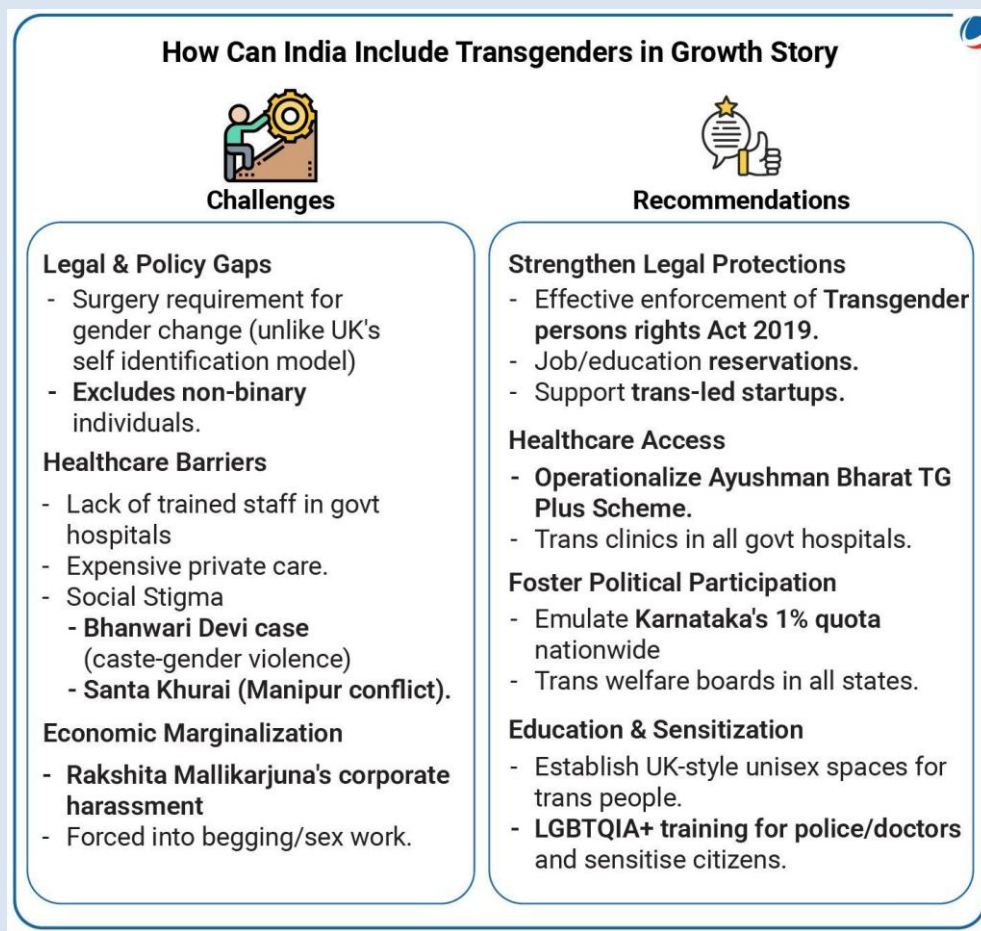 How Can India Include Transgenders in Growth Story
Challenges
Legal & Policy Gaps
- Surgery requirement for
gender change (unlike UK's
self identification model)
- Excludes non-binary
individuals.
Healthcare Barriers
- Lack of trained staff in govt
hospitals
- Expensive private care.
- Social Stigma
- Bhanwari Devi case
(caste-gender violence)
- Santa Khurai (Manipur conflict).
Economic Marginalization
- Rakshita Mallikarjuna's corporate
harassment
- Forced into begging/sex work.
Recommendations
Strengthen Legal Protections
- Effective enforcement of Transgender
persons rights Act 2019.
- Job/education reservations.
- Support trans-led startups.
Healthcare Access
- Operationalize Ayushman Bharat TG
Plus Scheme.
- Trans clinics in all govt hospitals.
Foster Political Participation
- Emulate Karnataka's 1% quota
nationwide
- Trans welfare boards in all states.
Education & Sensitization
- Establish UK-style unisex spaces for
trans people.
- LGBTQIA+ training for police/doctors
and sensitise citizens.